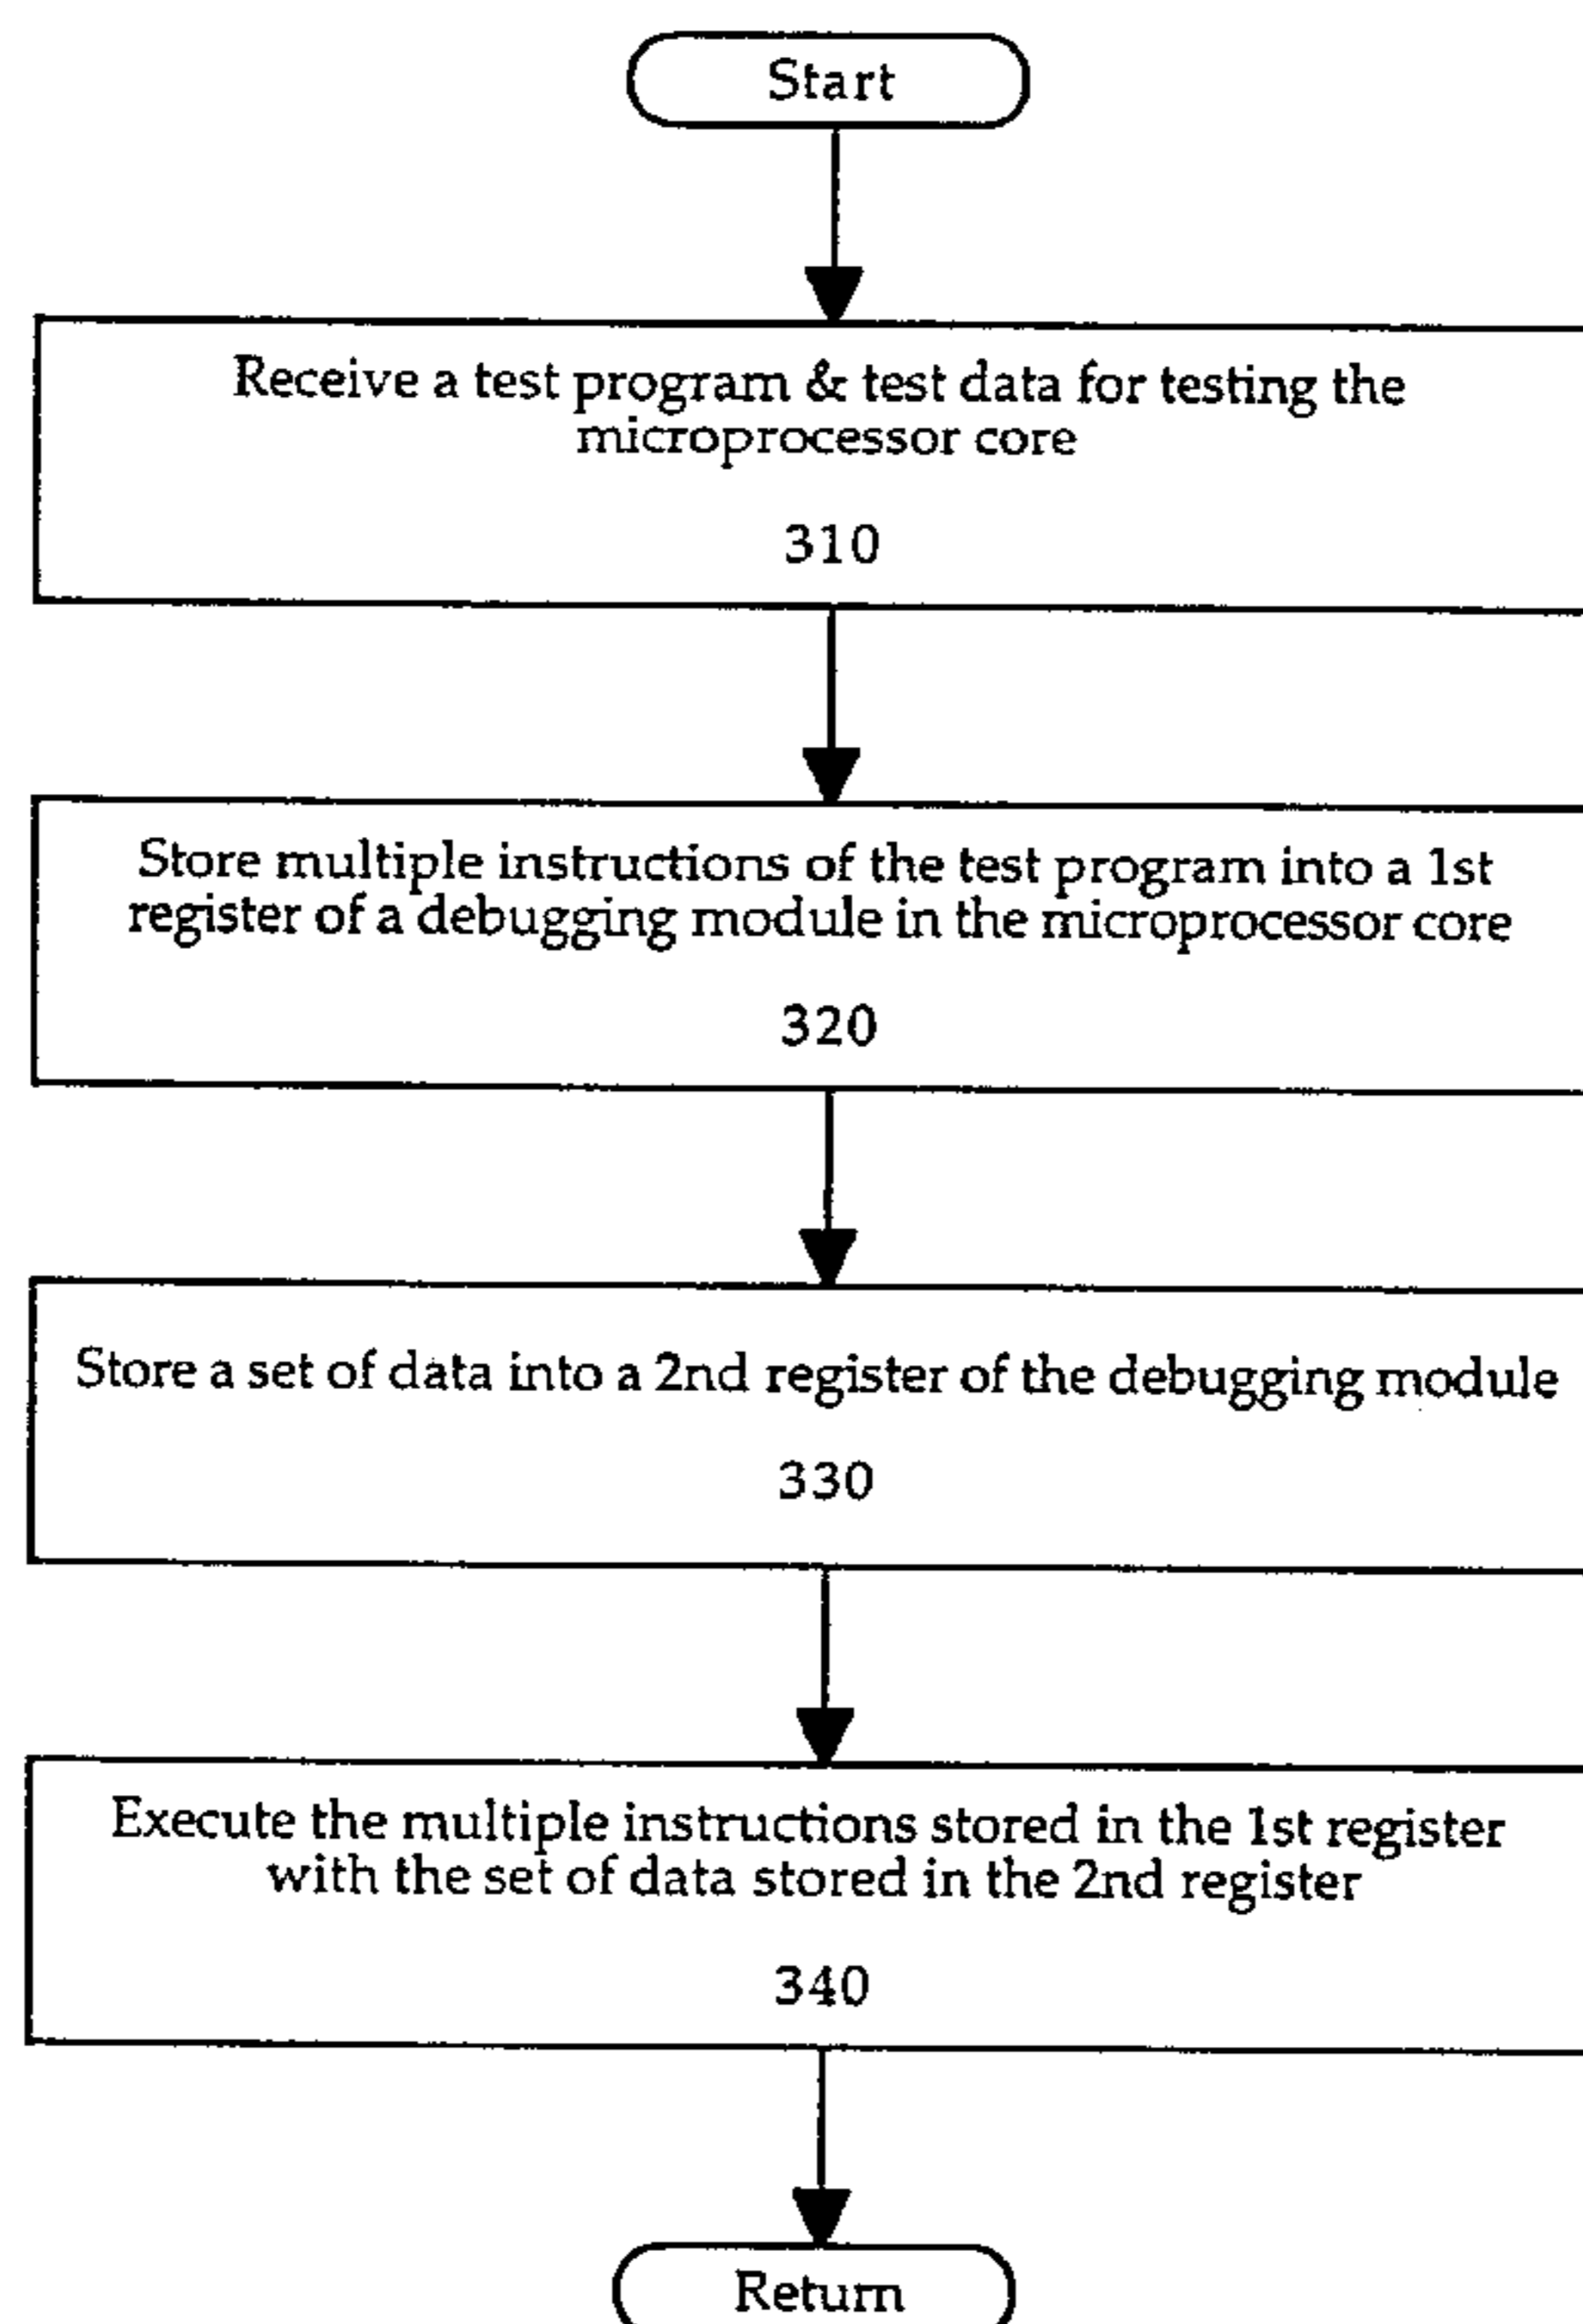 Start
Receive a test program & test data for testing the
microprocessor core
310
Store multiple instructions of the test program into a 1st
register of a debugging module in the microprocessor core
320
Store a set of data into a 2nd register of the debugging module
330
Execute the multiple instructions stored in the 1st register
with the set of data stored in the 2nd register
340
Return